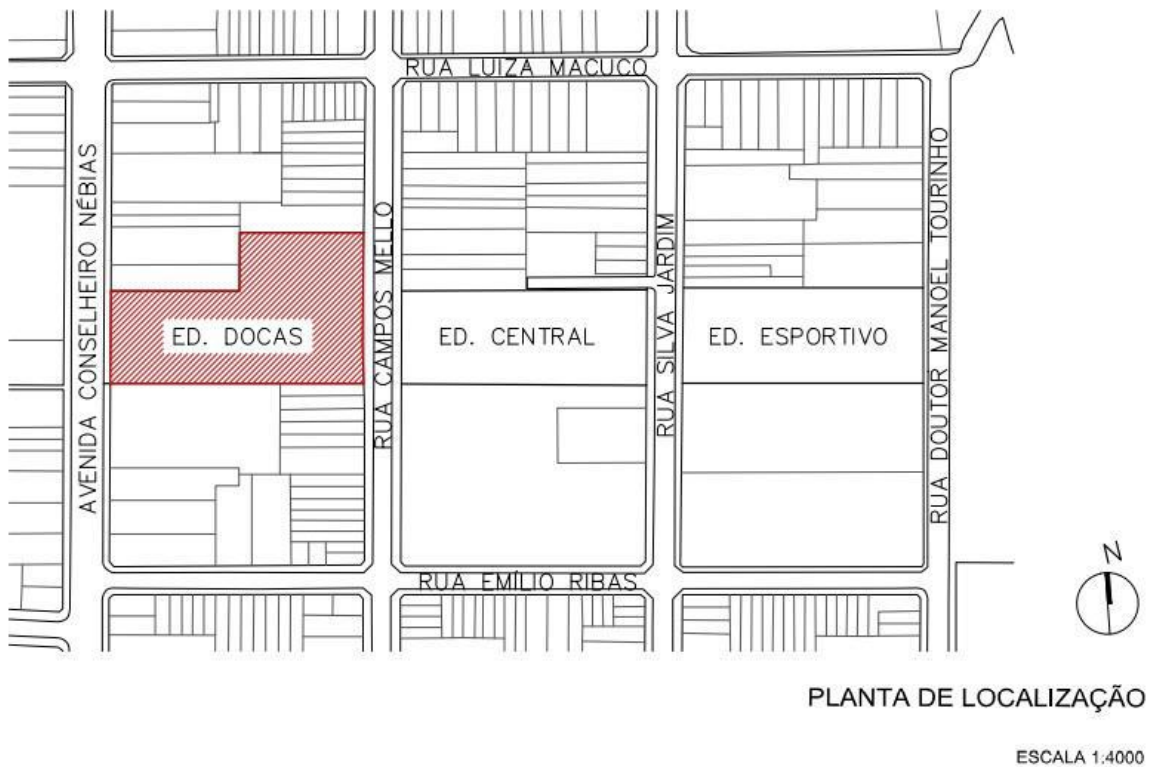 RUA LUIZA MACUCO
AVENIDA CONSELHEIRO NÉBIAS
RUA CAMPOS MELLO
RUA SILVA JARDIM
RUA DOUTOR MANOEL TOURINHO
ED. DOCAS
ED. CENTRAL
ED. ESPORTIVO
RUA EMÍLIO RIBAS
N
PLANTA DE LOCALIZAÇÃO
ESCALA 1:4000